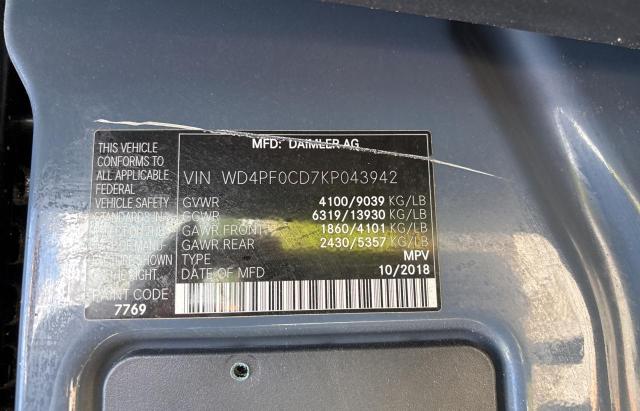 MFD: DAIMLER AG
THIS VEHICLE
CONFORMS TO
ALL APPLICABLE
FEDERAL
VEHICLE SAFETY
SHOWN
PAINT CODE
7769
VIN WD4PF0CD7KP043942
GVWR 4100/9039 KG/LB
GCWR 6319/13930 KG/LB
GAWR FRONT 1860/4101 KG/LB
GAWR REAR 2430/5357 KG/LB
TYPE MPV
DATE OF MFD 10/2018